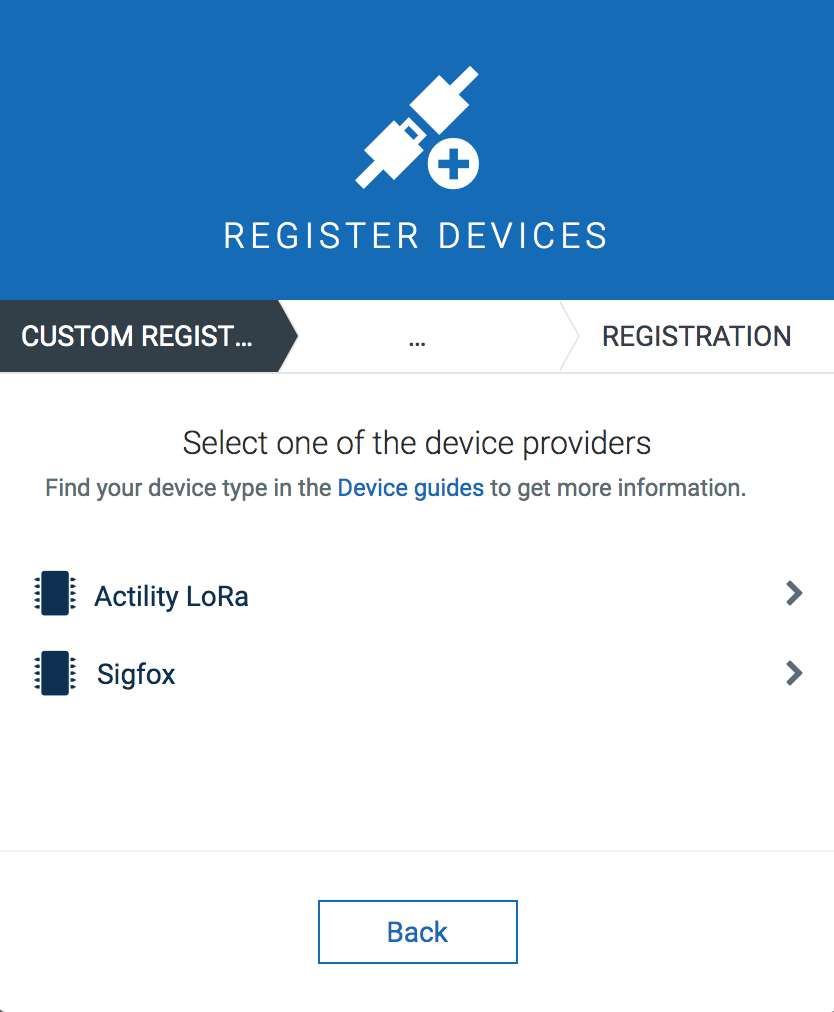 REGISTER DEVICES
CUSTOM REGIST...
...
REGISTRATION
Select one of the device providers
Find your device type in the Device guides to get more information.
Actility LoRa
Sigfox
Back